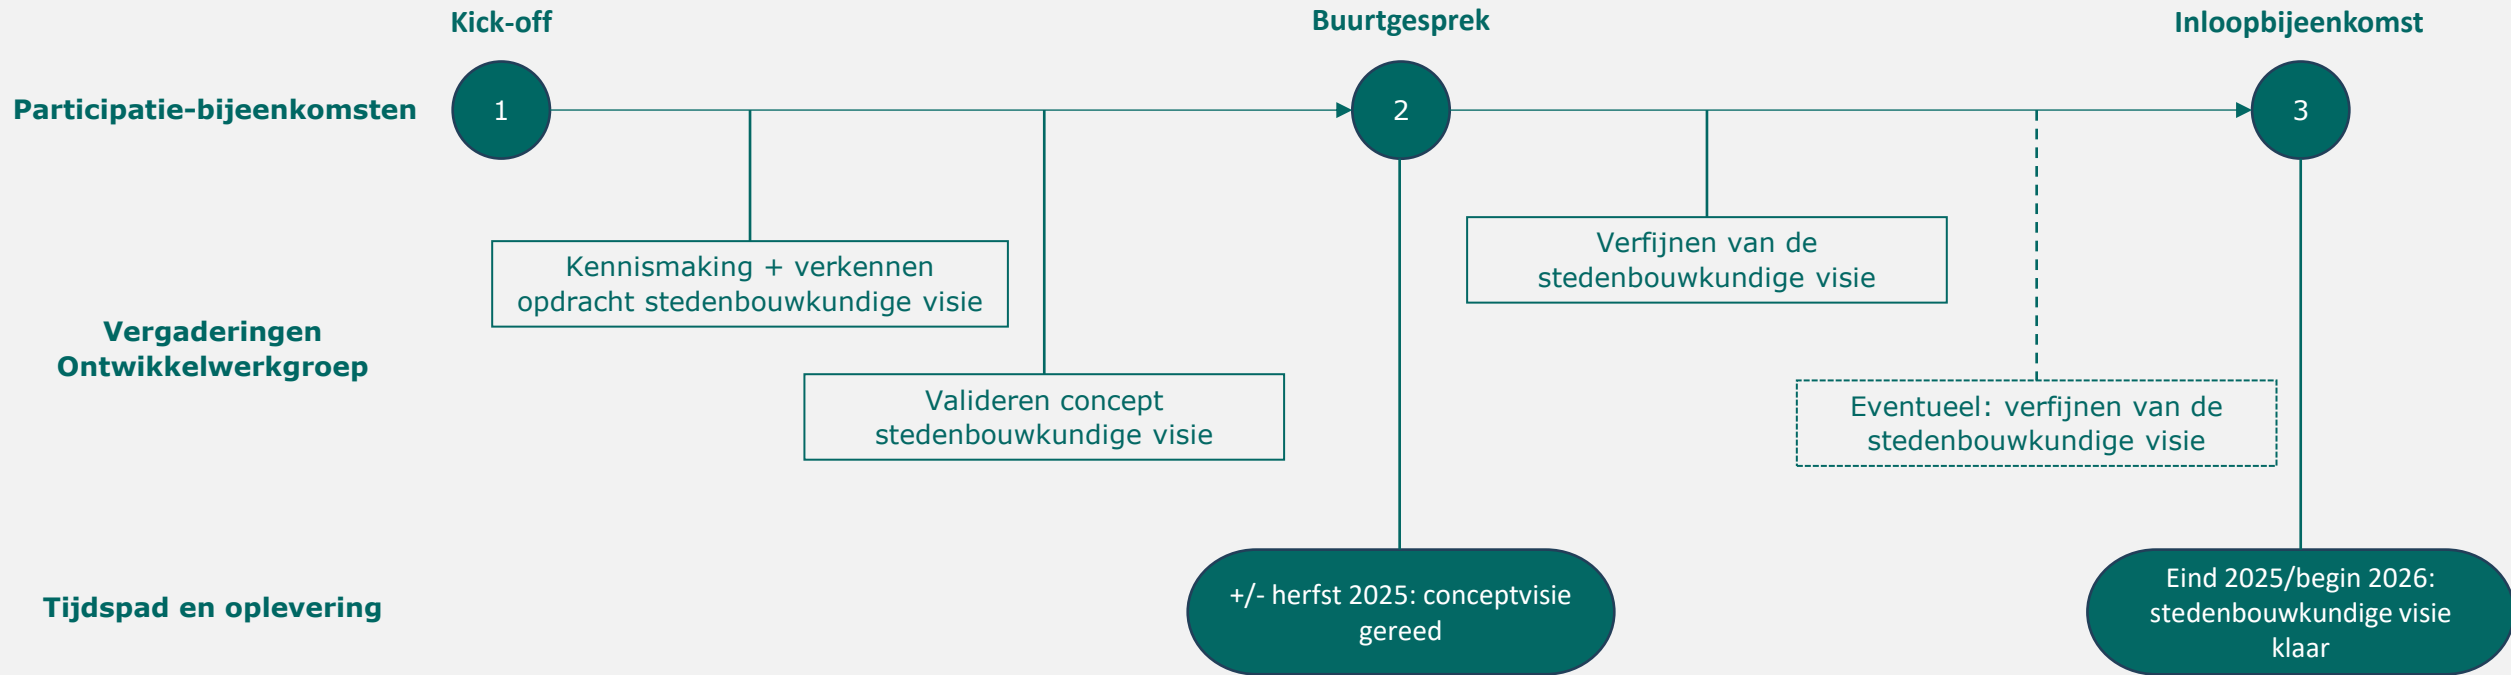 Kick-off
Buurtgesprek
Inloopbijeenkomst
Participatie-bijeenkomsten
1
2
3
Kennismaking + verkennen
opdracht stedenbouwkundige visie
Verfijnen van de
stedenbouwkundige visie
Vergaderingen
Ontwikkelwerkgroep
Valideren concept
stedenbouwkundige visie
Eventueel: verfijnen van de
stedenbouwkundige visie
Tijdspad en oplevering
+/- herfst 2025: conceptvisie
gereed
Eind 2025/begin 2026:
stedenbouwkundige visie
klaar